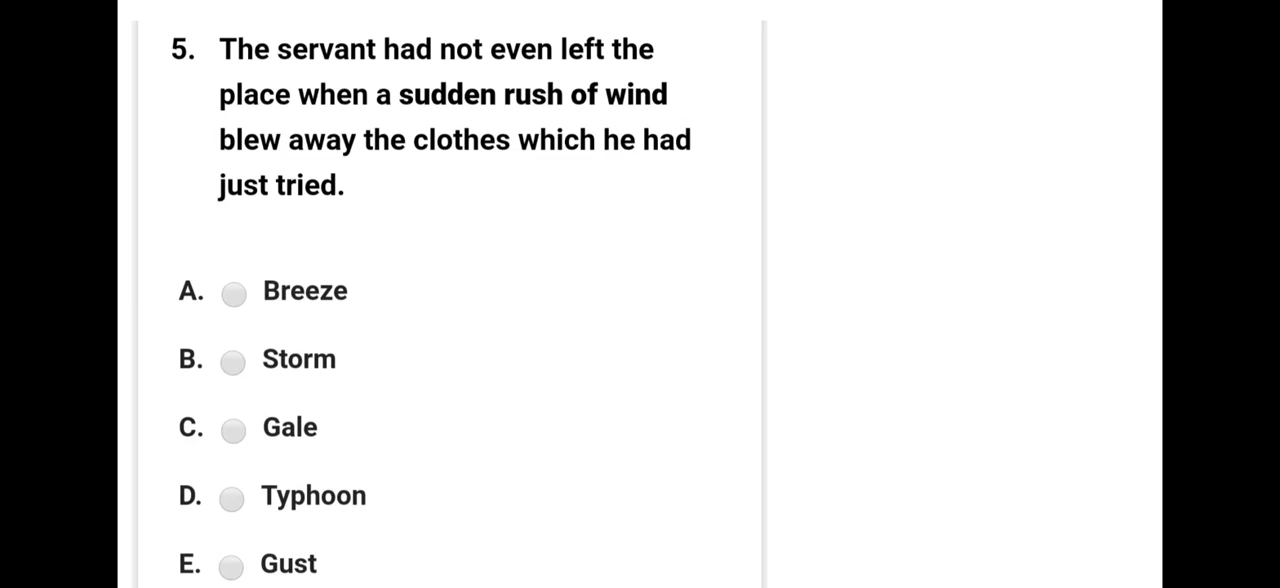 5. The servant had not even left the
place when a sudden rush of wind
blew away the clothes which he had
just tried.
A. Breeze
B. Storm
C. Gale
D. Typhoon
E. Gust